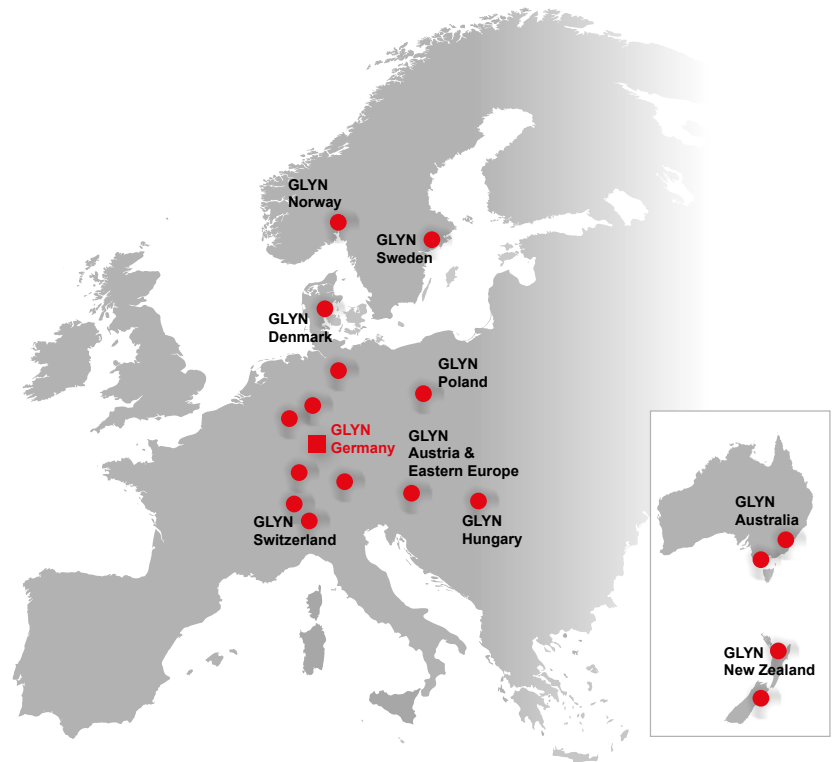 GLYN
Norway
GLYN
Sweden
GLYN
Denmark
GLYN
Poland
GLYN
Germany
GLYN
Austria &
Eastern Europe
GLYN
Hungary
GLYN
Switzerland
GLYN
Australia
GLYN
New Zealand